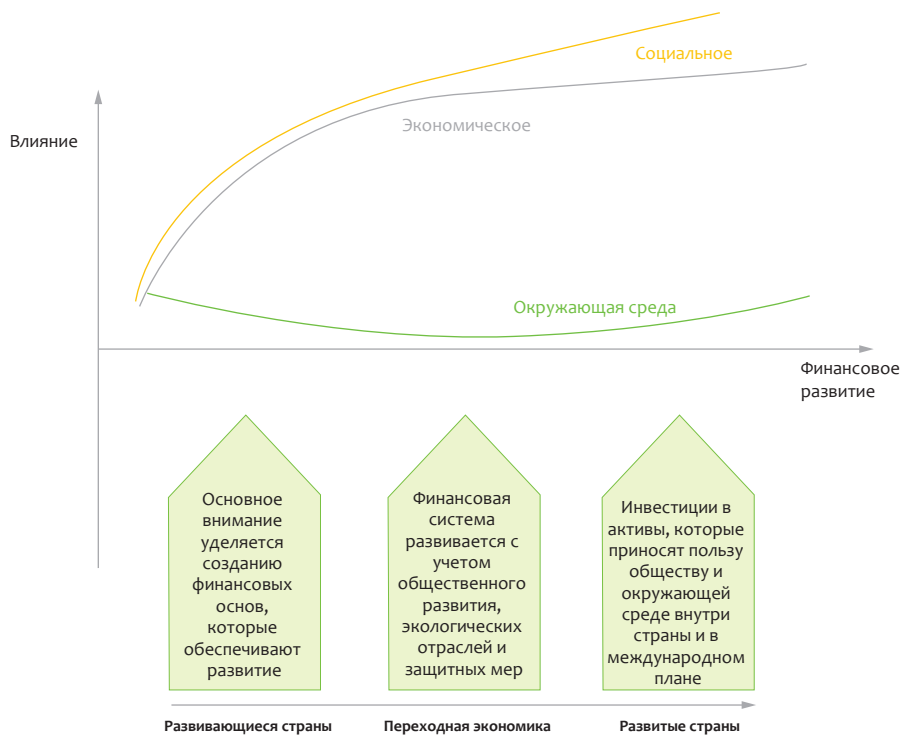 Социальное
Экономическое
Влияние
Окружающая среда
Финансовое
развитие
Основное
внимание
уделяется
созданию
финансовых
основ,
которые
обеспечивают
развитие
Финансовая
система
развивается с
учетом
общественного
развития,
экологических
отраслей и
защитных мер
Инвестиции в
активы, которые
приносят пользу
обществу и
окружающей
среде внутри
страны и в
международном
плане
Развивающиеся страны
Переходная экономика
Развитые страны